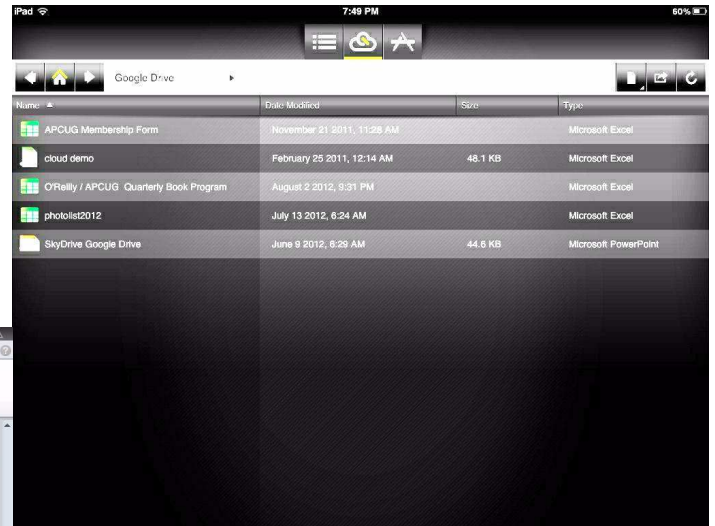 iPad 7:49 PM 60%
Google Drive
Name Date Modified Size Type
APCUG Membership Form November 21 2011, 11:28 AM Microsoft Excel
cloud demo February 25 2011, 12:14 AM 48.1 KB Microsoft Excel
O'Reilly / APCUG Quarterly Book Program August 2 2012, 9:31 PM Microsoft Excel
photolist2012 July 13 2012, 6:24 AM Microsoft Excel
SkyDrive Google Drive June 9 2012, 6:29 AM 44.6 KB Microsoft PowerPoint